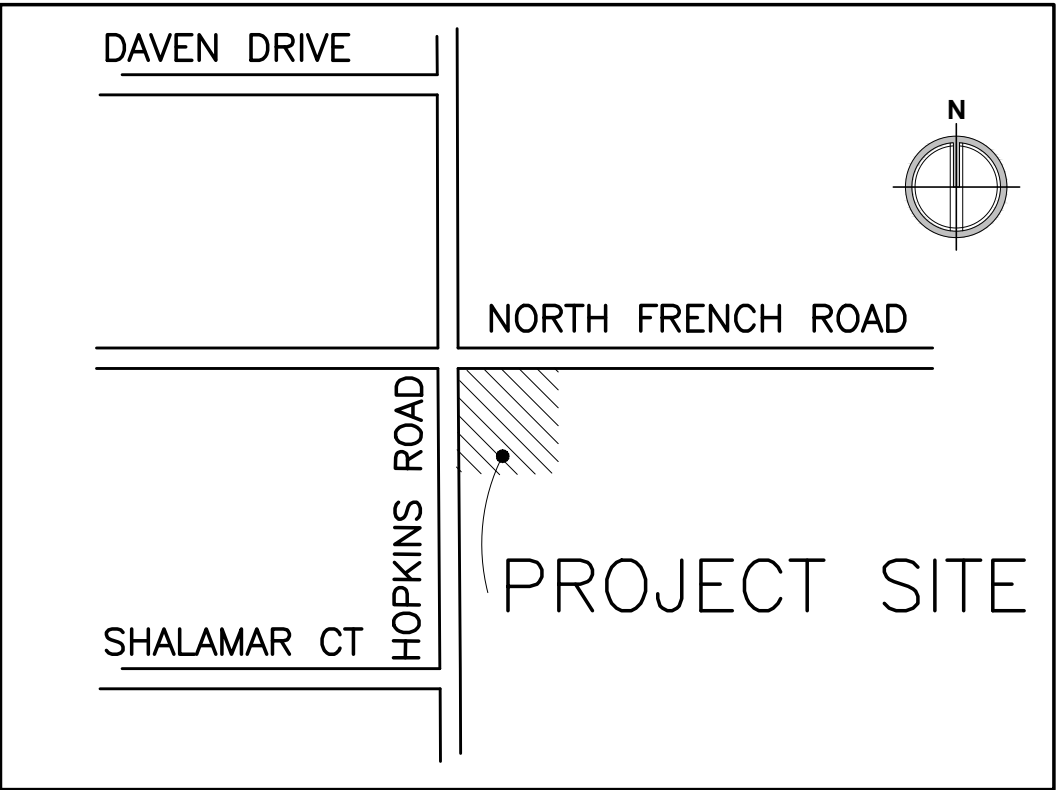 DAVEN DRIVE
N
NORTH FRENCH ROAD
HOPKINS ROAD
PROJECT SITE
SHALAMAR CT